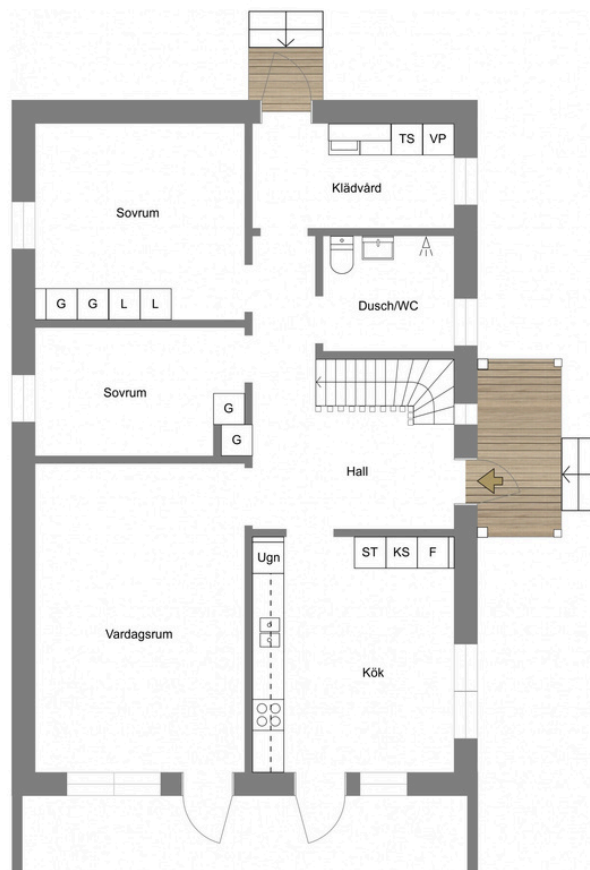 TS VP
Klädvård
Sovrum
Dusch/WC
G G L L
Sovrum
G
G
Hall
Ugn
ST KS F
Vardagsrum
Kök